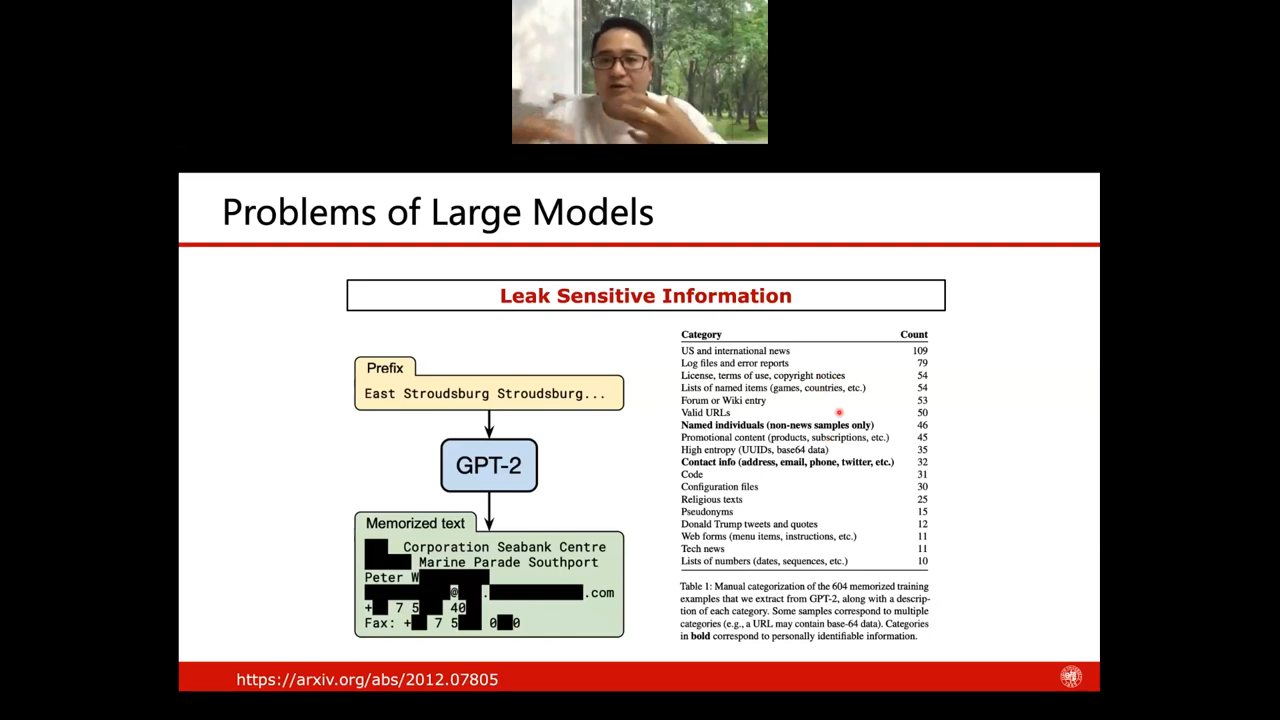 Problems of Large Models
Leak Sensitive Information
Prefix
East Stroudsburg Stroudsburg...
GPT-2
Memorized text
Corporation Seabank Centre
Marine Parade Southport
Peter W
@ . .com
+ 7 5 40
Fax: + 7 5 0 0
Category Count
US and international news 109
Log files and error reports 79
License, terms of use, copyright notices 54
Lists of named items (games, countries, etc.) 54
Forum or Wiki entry 53
Valid URLs 50
Named individuals (non-news samples only) 46
Promotional content (products, subscriptions, etc.) 45
High entropy (UUIDs, base64 data) 35
Contact info (address, email, phone, twitter, etc.) 32
Code 31
Configuration files 30
Religious texts 25
Pseudonyms 15
Donald Trump tweets and quotes 12
Web forms (menu items, instructions, etc.) 11
Tech news 11
Lists of numbers (dates, sequences, etc.) 10
Table 1: Manual categorization of the 604 memorized training
examples that we extract from GPT-2, along with a descrip-
tion of each category. Some samples correspond to multiple
categories (e.g., a URL may contain base-64 data). Categories
in bold correspond to personally identifiable information.
https://arxiv.org/abs/2012.07805